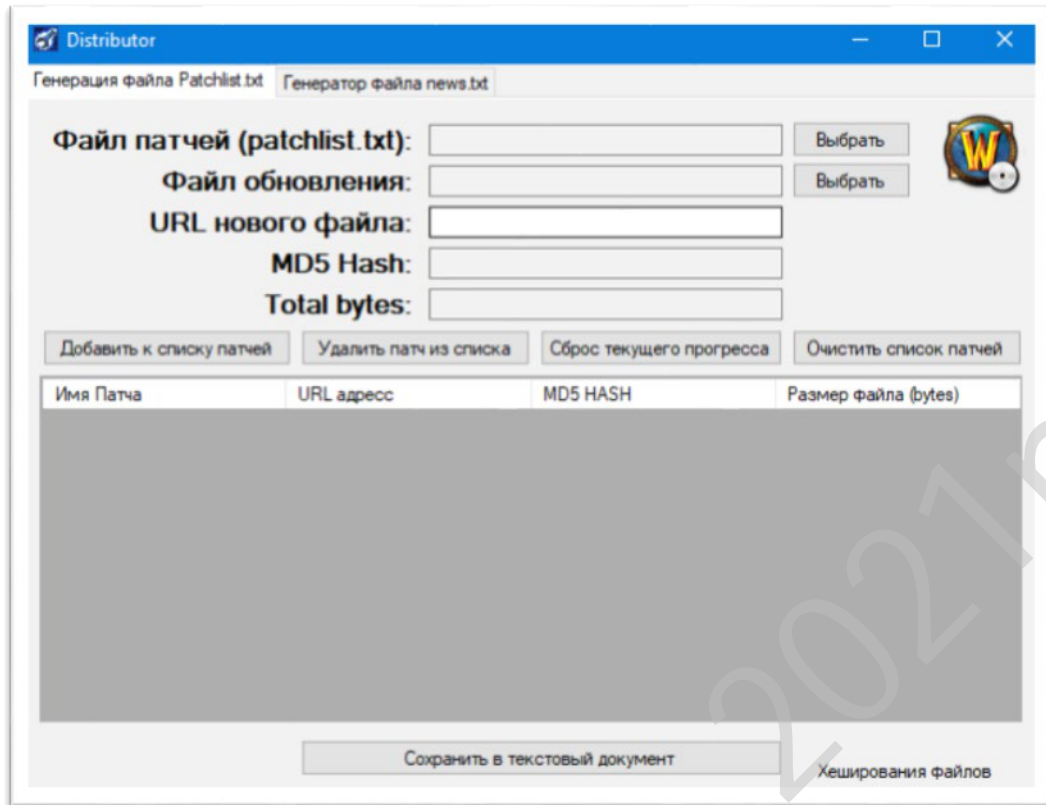 Distributor
Генерация файла Patchlist.txt Генератор файла news.txt
Файл патчей (patchlist.txt): Выбрать
Файл обновления: Выбрать
URL нового файла:
MD5 Hash:
Total bytes:
Добавить к списку патчей Удалить патч из списка Сброс текущего прогресса Очистить список патчей
Имя Патча URL адресс MD5 HASH Размер файла (bytes)
Сохранить в текстовый документ
Хеширования файлов
2021